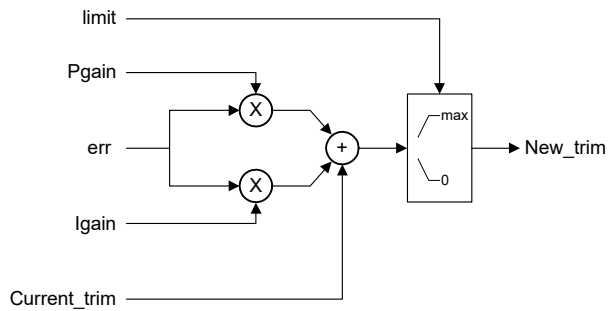 limit
Pgain
X
max
err
+
New_trim
0
X
Igain
Current_trim